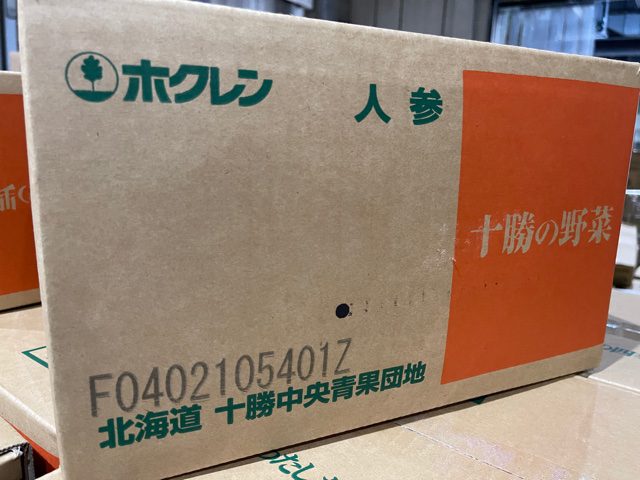 ホクレン
人参
十勝の野菜
F0402105401Z
北海道 十勝中央青果団地